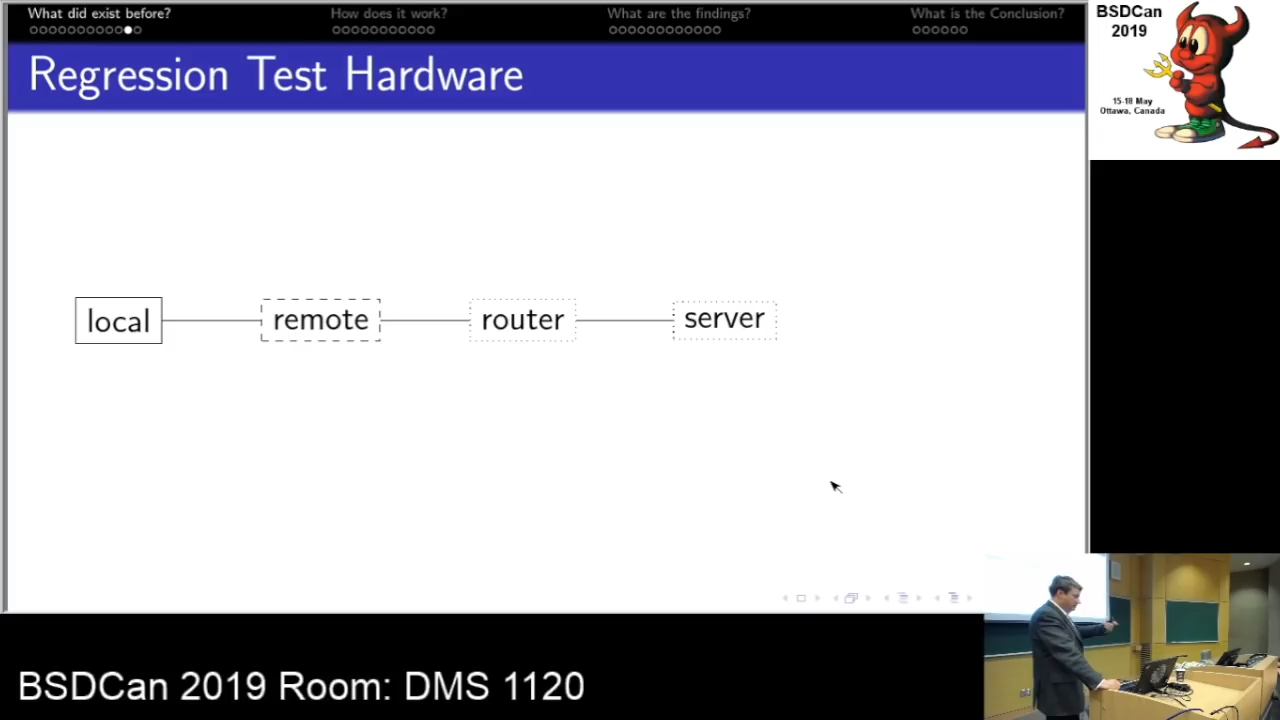 What did exist before? How does it work? What are the findings? What is the Conclusion?
Regression Test Hardware
local remote router server
BSDCan
2019
15-18 May
Ottawa, Canada
BSDCan 2019 Room: DMS 1120